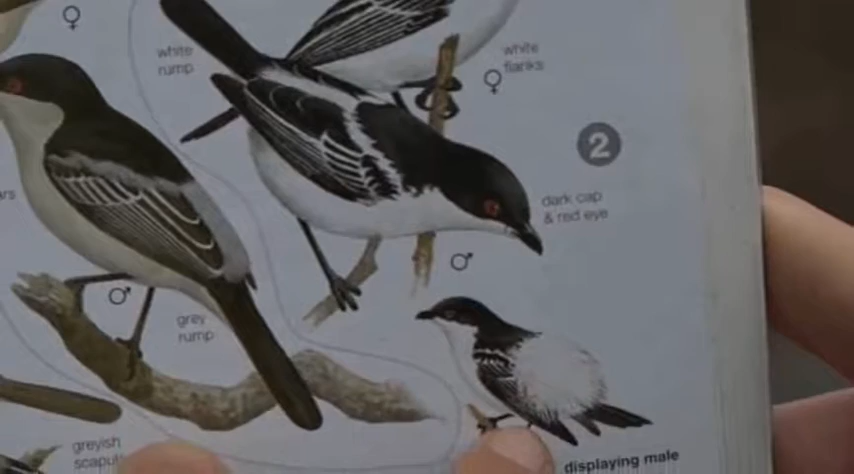 ♀
white
rump
white
flanks
♀
2
dark cap
& red eye
♂
♂
grey
rump
greyish
displaying male